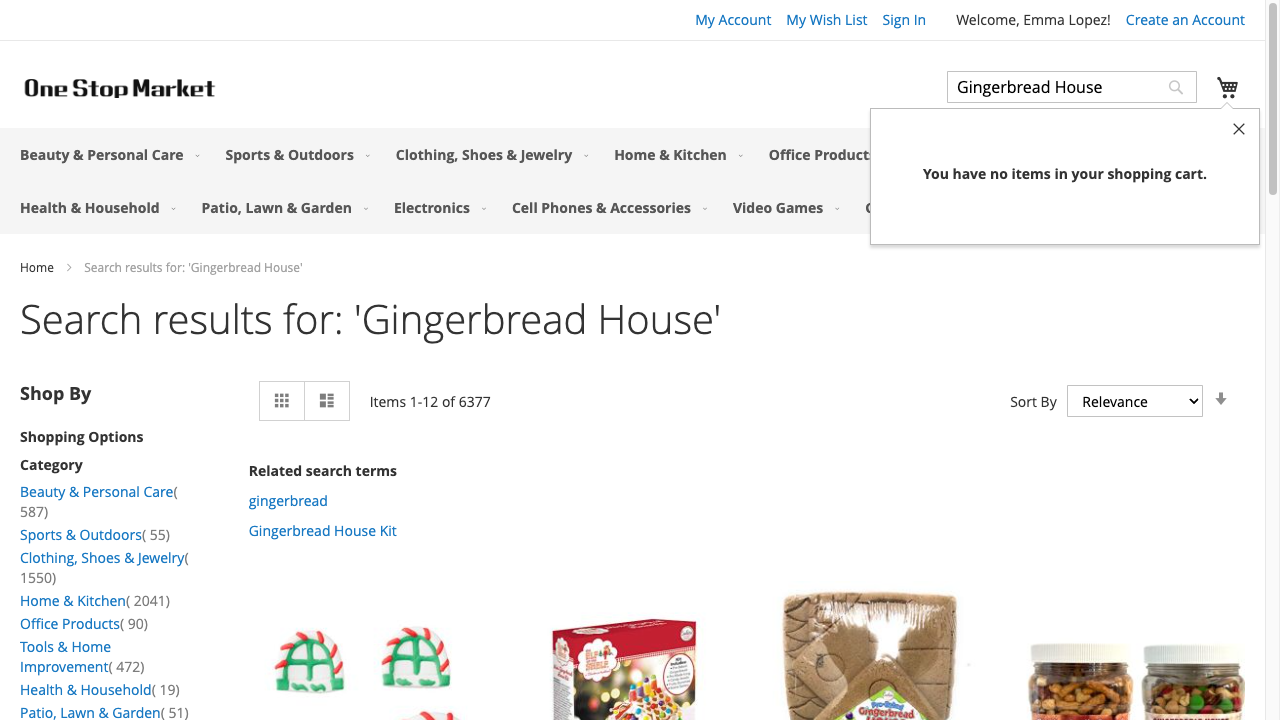 My Account My Wish List Sign In Welcome, Emma Lopez! Create an Account
One Stop Market
Gingerbread House
You have no items in your shopping cart.
Beauty & Personal Care Sports & Outdoors Clothing, Shoes & Jewelry Home & Kitchen Office Products
Health & Household Patio, Lawn & Garden Electronics Cell Phones & Accessories Video Games
Home Search results for: 'Gingerbread House'
Search results for: 'Gingerbread House'
Shop By
Items 1-12 of 6377
Sort By Relevance
Shopping Options
Category
Beauty & Personal Care( 587)
Sports & Outdoors( 55)
Clothing, Shoes & Jewelry( 1550)
Home & Kitchen( 2041)
Office Products( 90)
Tools & Home Improvement( 472)
Health & Household( 19)
Patio, Lawn & Garden( 51)
Related search terms
gingerbread
Gingerbread House Kit